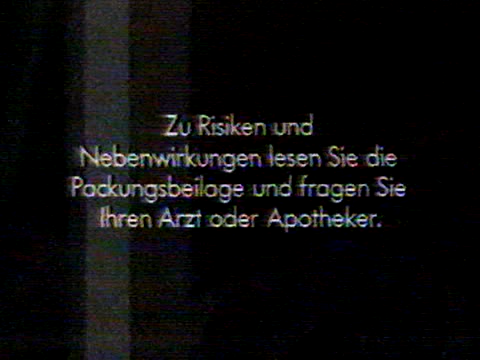 Zu Risiken und
Nebenwirkungen lesen Sie die
Packungsbeilage und fragen Sie
Ihren Arzt oder Apotheker.